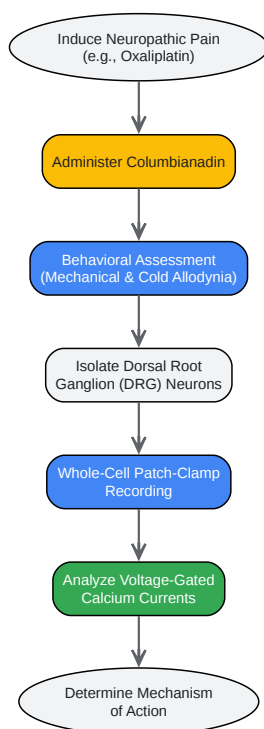 Induce Neuropathic Pain
(e.g., Oxaliplatin)
Administer Columbianadin
Behavioral Assessment
(Mechanical & Cold Allodynia)
Isolate Dorsal Root
Ganglion (DRG) Neurons
Whole-Cell Patch-Clamp
Recording
Analyze Voltage-Gated
Calcium Currents
Determine Mechanism
of Action